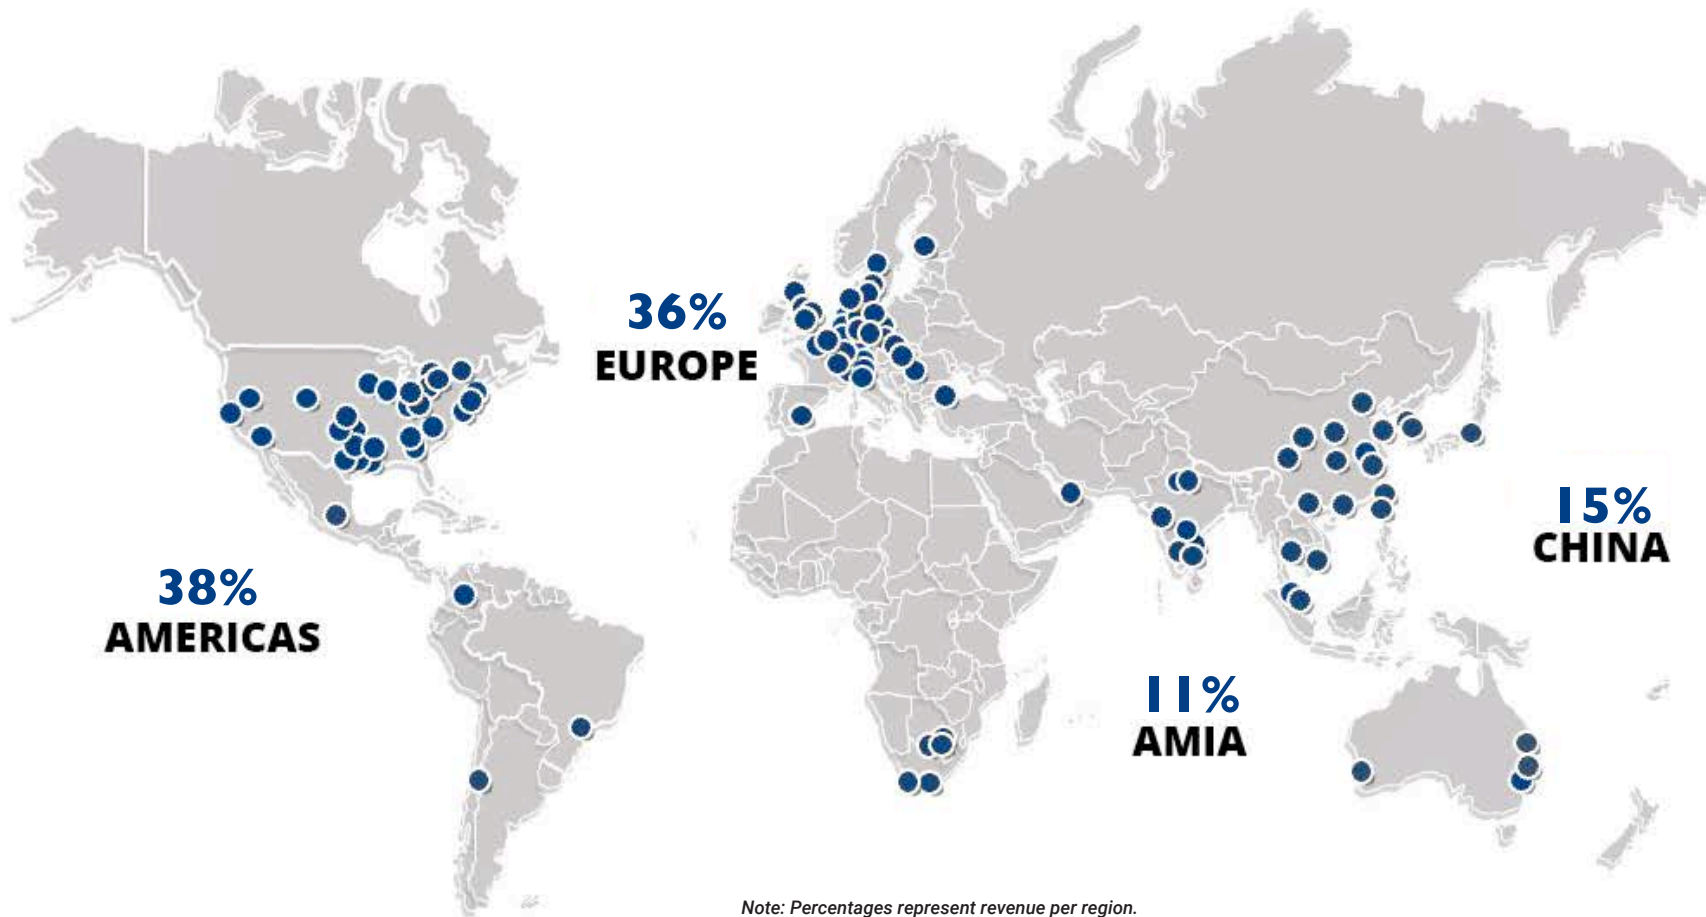 36%
EUROPE
15%
CHINA
38%
AMERICAS
11%
AMIA
Note: Percentages represent revenue per region.